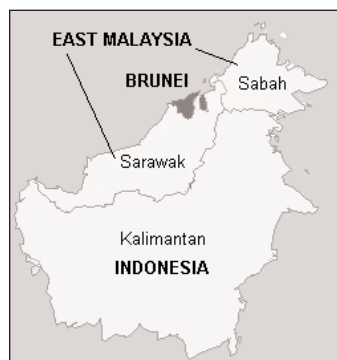 EAST MALAYSIA
BRUNEI
Sabah
Sarawak
Kalimantan
INDONESIA